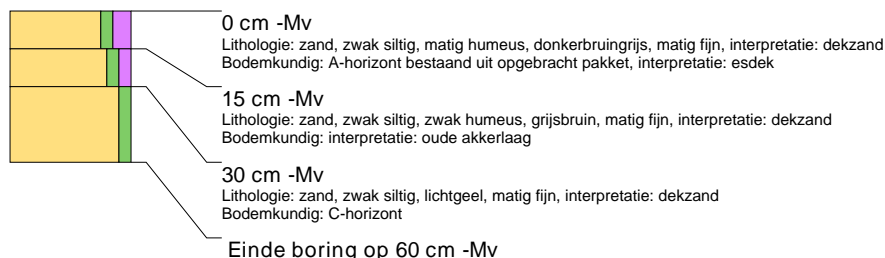 0 cm -Mv
Lithologie: zand, zwak siltig, matig humeus, donkerbruingrijs, matig fijn, interpretatie: dekzand
Bodemkundig: A-horizont bestaand uit opgebracht pakket, interpretatie: esdek
15 cm -Mv
Lithologie: zand, zwak siltig, zwak humeus, grijsbruin, matig fijn, interpretatie: dekzand
Bodemkundig: interpretatie: oude akkerlaag
30 cm -Mv
Lithologie: zand, zwak siltig, lichtgeel, matig fijn, interpretatie: dekzand
Bodemkundig: C-horizont
Einde boring op 60 cm -Mv